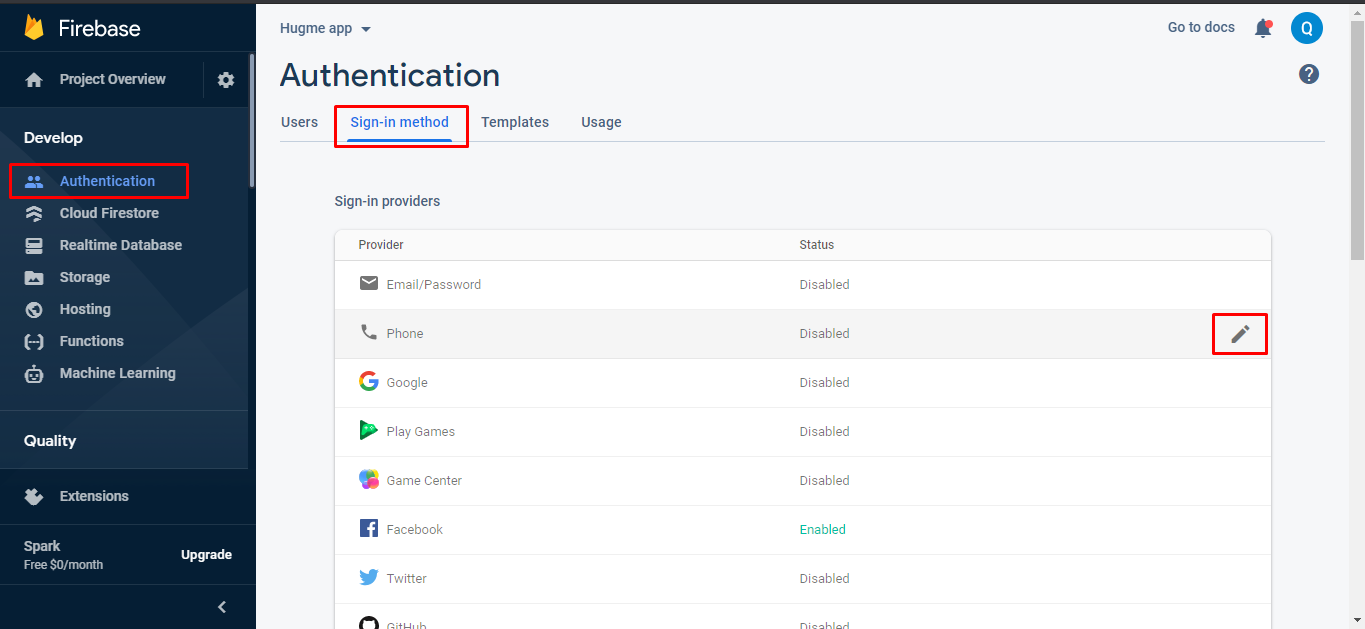 Firebase
Project Overview
Develop
Authentication
Cloud Firestore
Realtime Database
Storage
Hosting
Functions
Machine Learning
Quality
Extensions
Spark
Free $0/month
Upgrade
Hugme app
Go to docs
Q
Authentication
?
Users Sign-in method Templates Usage
Sign-in providers
Provider Status
Email/Password Disabled
Phone Disabled
Google Disabled
Play Games Disabled
Game Center Disabled
Facebook Enabled
Twitter Disabled
GitHub Disabled